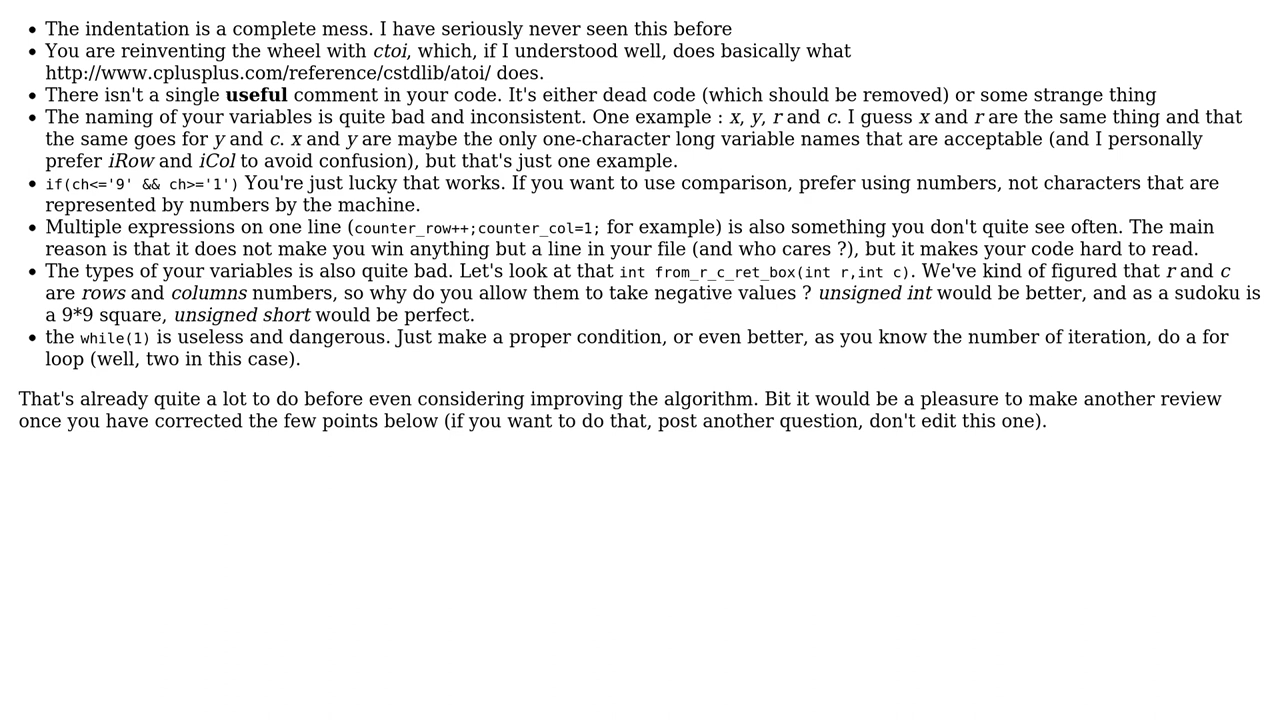 The indentation is a complete mess. I have seriously never seen this before
You are reinventing the wheel with ctoi, which, if I understood well, does basically what
http://www.cplusplus.com/reference/cstdlib/atoi/ does.
There isn't a single useful comment in your code. It's either dead code (which should be removed) or some strange thing
The naming of your variables is quite bad and inconsistent. One example : x, y, r and c. I guess x and r are the same thing and that
the same goes for y and c. x and y are maybe the only one-character long variable names that are acceptable (and I personally
prefer iRow and iCol to avoid confusion), but that's just one example.
if(ch<='9' && ch>='1') You're just lucky that works. If you want to use comparison, prefer using numbers, not characters that are
represented by numbers by the machine.
Multiple expressions on one line (counter_row++;counter_col=1; for example) is also something you don't quite see often. The main
reason is that it does not make you win anything but a line in your file (and who cares ?), but it makes your code hard to read.
The types of your variables is also quite bad. Let's look at that int from_r_c_ret_box(int r,int c). We've kind of figured that r and c
are rows and columns numbers, so why do you allow them to take negative values ? unsigned int would be better, and as a sudoku is
a 9*9 square, unsigned short would be perfect.
the while(1) is useless and dangerous. Just make a proper condition, or even better, as you know the number of iteration, do a for
loop (well, two in this case).
That's already quite a lot to do before even considering improving the algorithm. Bit it would be a pleasure to make another review
once you have corrected the few points below (if you want to do that, post another question, don't edit this one).